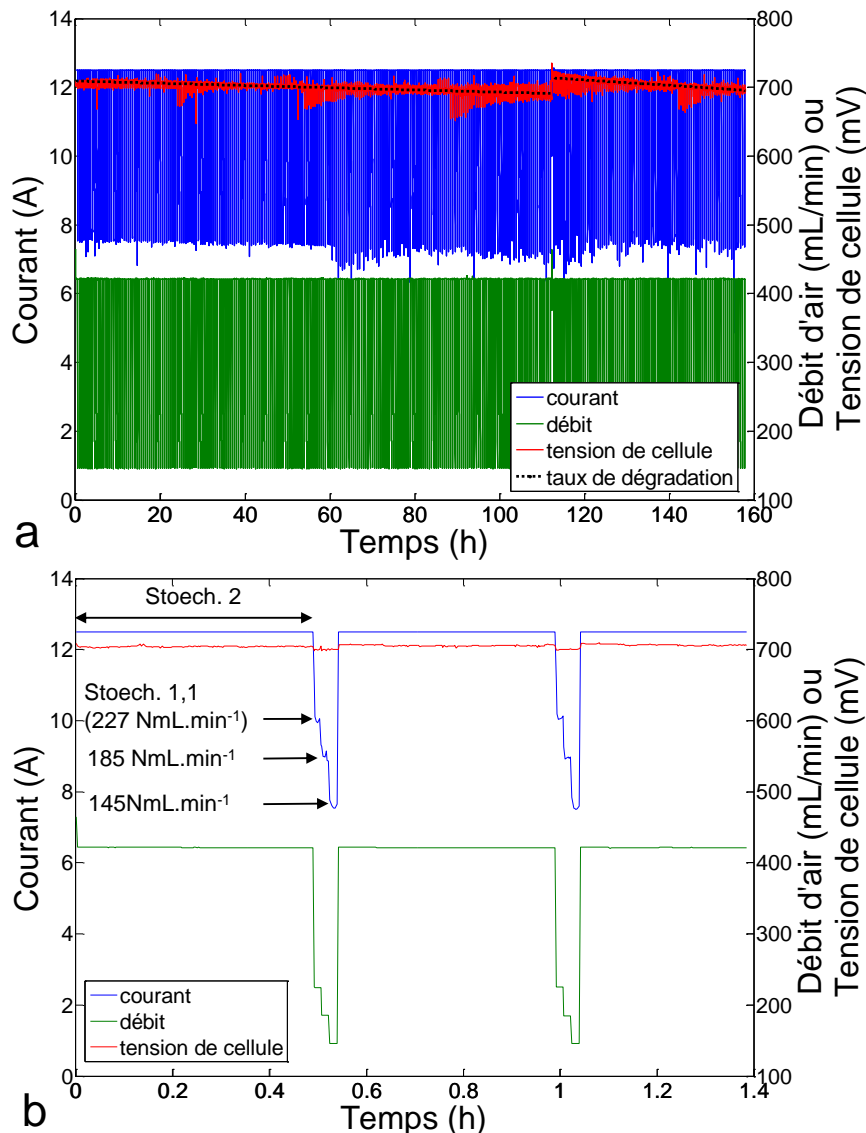 14
12
10
8
6
4
2
0
Courant (A)
800
700
600
500
400
300
200
100
Débit d'air (mL/min) ou
Tension de cellule (mV)
courant
débit
tension de cellule
taux de dégradation
0 20 40 60 80 100 120 140 160
Temps (h)
a
14
12
10
8
6
4
2
0
Courant (A)
800
700
600
500
400
300
200
100
Débit d'air (mL/min) ou
Tension de cellule (mV)
Stoech. 2
Stoech. 1,1
(227 NmL.min⁻¹)
185 NmL.min⁻¹
145NmL.min⁻¹
courant
débit
tension de cellule
0 0.2 0.4 0.6 0.8 1 1.2 1.4
Temps (h)
b